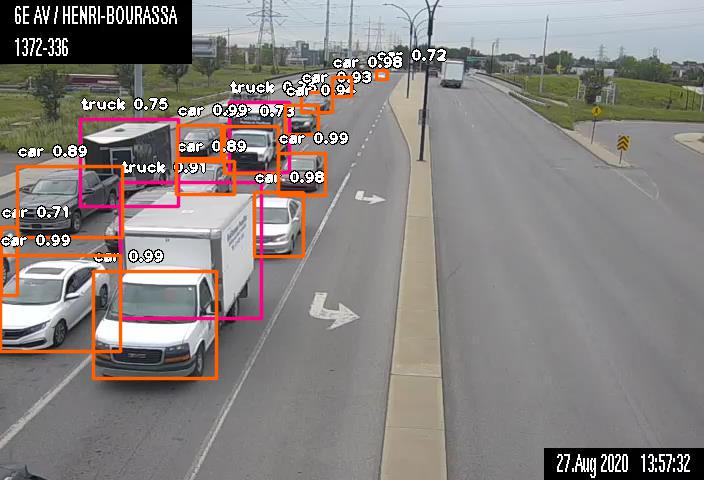 6E AV / HENRI-BOURASSA
1372-336
car 0.72
car 0.98
car 0.93
truck 0.75
car 0.99
car 0.99
car 0.89
car 0.89
truck 0.91
car 0.98
car 0.71
car 0.99
car 0.99
GMC
27.Aug 2020 13:57:32